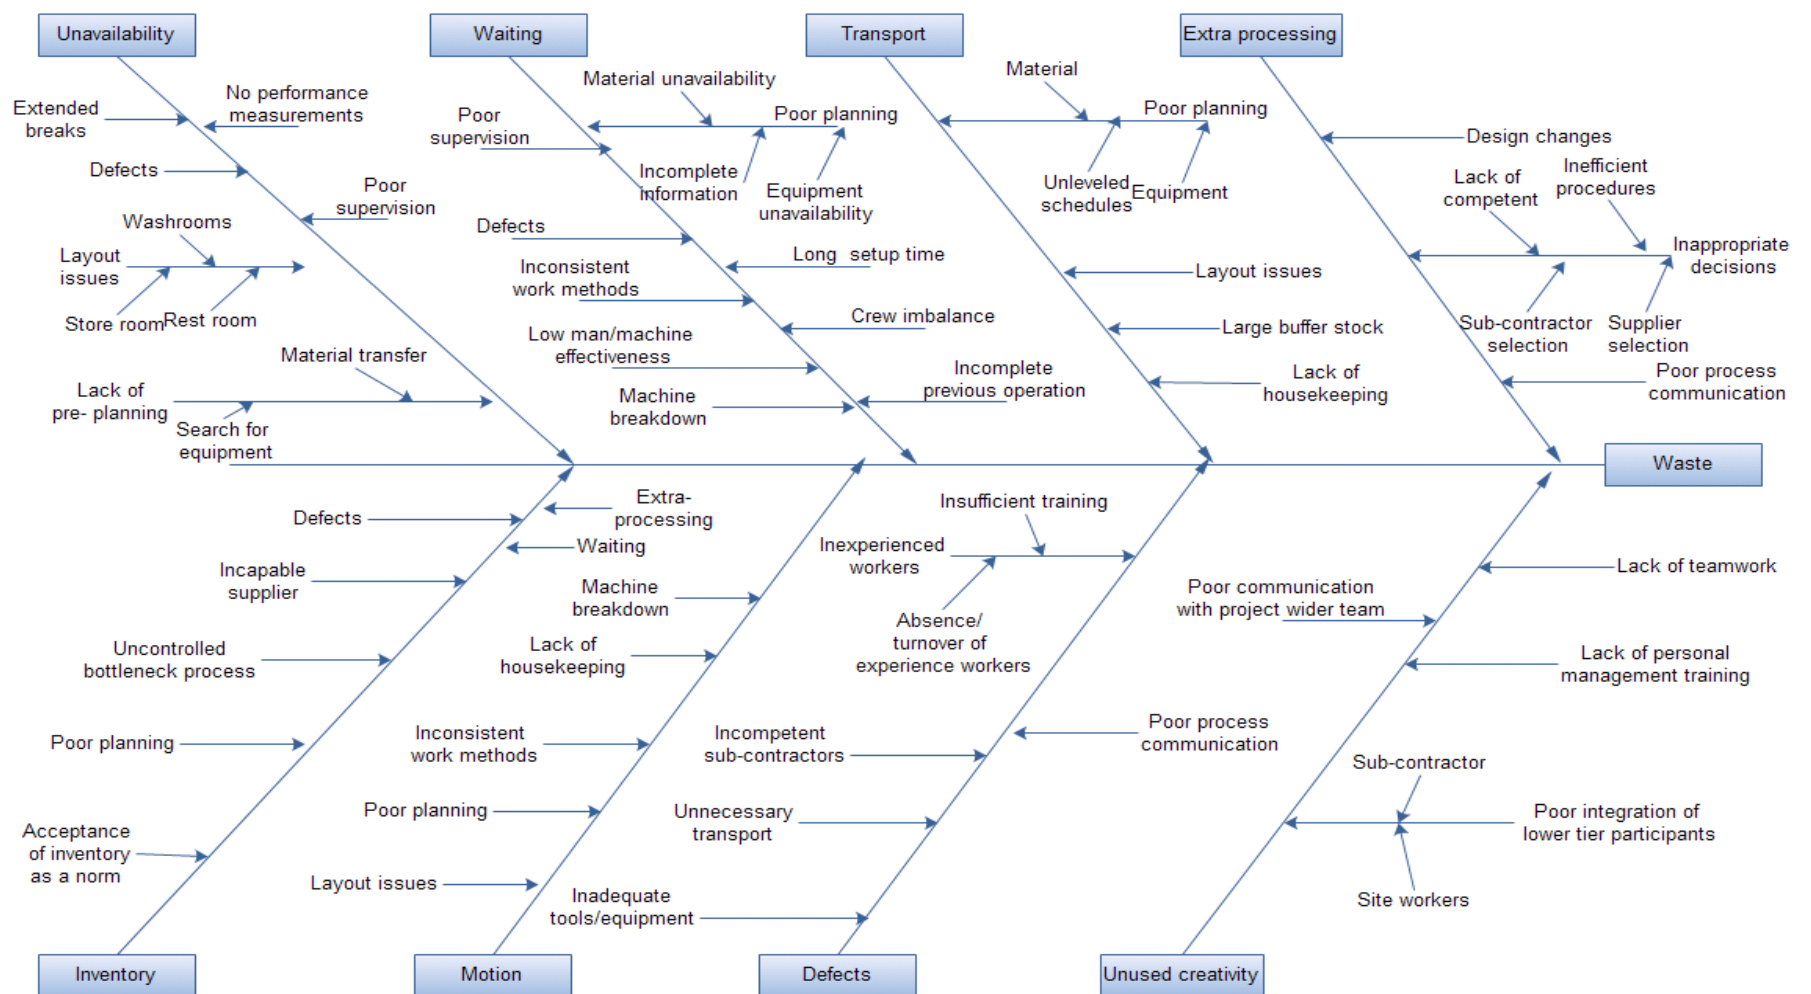 Unavailability
Waiting
Transport
Extra processing
Extended
breaks
No performance
measurements
Defects
Poor
supervision
Washrooms
Layout
issues
Store room
Rest room
Material transfer
Lack of
pre- planning
Search for
equipment
Material unavailability
Poor
supervision
Poor planning
Incomplete
information
Equipment
unavailability
Defects
Long setup time
Inconsistent
work methods
Crew imbalance
Low man/machine
effectiveness
Incomplete
previous operation
Machine
breakdown
Material
Poor planning
Unleveled
schedules
Equipment
Layout issues
Large buffer stock
Lack of
housekeeping
Design changes
Lack of
competent
Inefficient
procedures
Inappropriate
decisions
Sub-contractor
selection
Supplier
selection
Poor process
communication
Waste
Extra-
processing
Defects
Waiting
Incapable
supplier
Uncontrolled
bottleneck process
Poor planning
Acceptance
of inventory
as a norm
Machine
breakdown
Lack of
housekeeping
Inconsistent
work methods
Poor planning
Layout issues
Insufficient training
Inexperienced
workers
Absence/
turnover of
experience workers
Incompetent
sub-contractors
Poor process
communication
Unnecessary
transport
Inadequate
tools/equipment
Lack of teamwork
Poor communication
with project wider team
Lack of personal
management training
Sub-contractor
Poor integration of
lower tier participants
Site workers
Inventory
Motion
Defects
Unused creativity